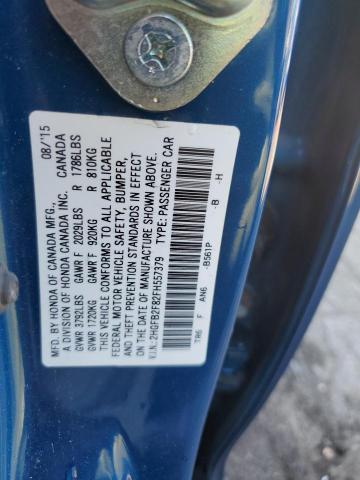 MFD. BY HONDA OF CANADA MFG., 08/'15
A DIVISION OF HONDA CANADA INC. CANADA
GVWR 3792LBS GAWR F 2029LBS R 1786LBS
GVWR 1720KG GAWR F 920KG R 810KG
THIS VEHICLE CONFORMS TO ALL APPLICABLE
FEDERAL MOTOR VEHICLE SAFETY, BUMPER,
AND THEFT PREVENTION STANDARDS IN EFFECT
ON THE DATE OF MANUFACTURE SHOWN ABOVE.
V.I.N.:2HGFB2FB2FH557379 TYPE: PASSENGER CAR
TR6 F AN6 -B561P -B -H